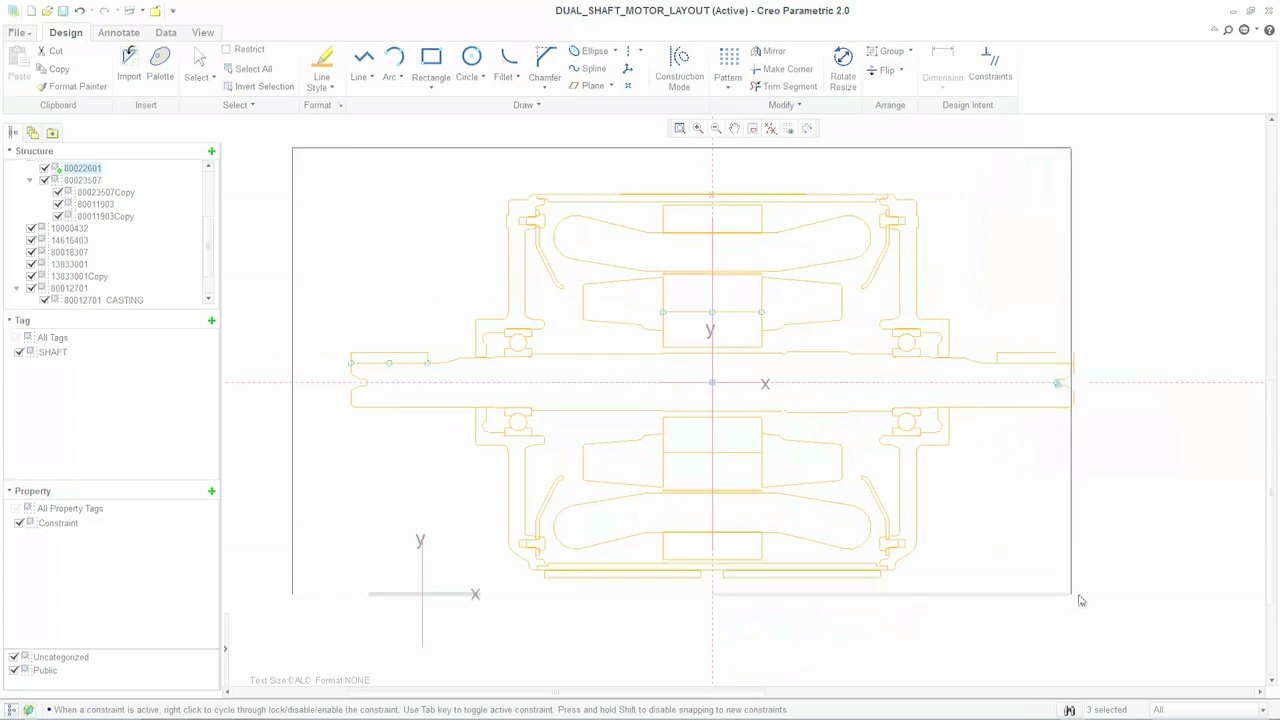 DUAL_SHAFT_MOTOR_LAYOUT (Active) - Creo Parametric 2.0
File Design Annotate Data View
Paste
Cut
Copy
Format Painter
Import Palette
Select
Restrict
Select All
Invert Selection
Line Style
Line Arc Rectangle Circle Fillet Chamfer
Ellipse
Spline
Plane
Construction Mode
Pattern
Mirror
Make Corner
Trim Segment
Rotate Resize
Group
Flip
Dimension Constraints
Clipboard Insert Select Format Draw Modify Arrange Design Intent
Structure
80022601
80023507
80023507Copy
80011903
80011903Copy
10000432
14616403
80018307
13833001
13833001Copy
80012701
80012701 CASTING
Tag
All Tags
SHAFT
Property
All Property Tags
Constraint
Uncategorized
Public
y
x
y
x
Text Size:CALC Format:NONE
When a constraint is active, right click to cycle through lock/disable/enable the constraint. Use Tab key to toggle active constraint. Press and hold Shift to disable snapping to new constraints.
3 selected
All